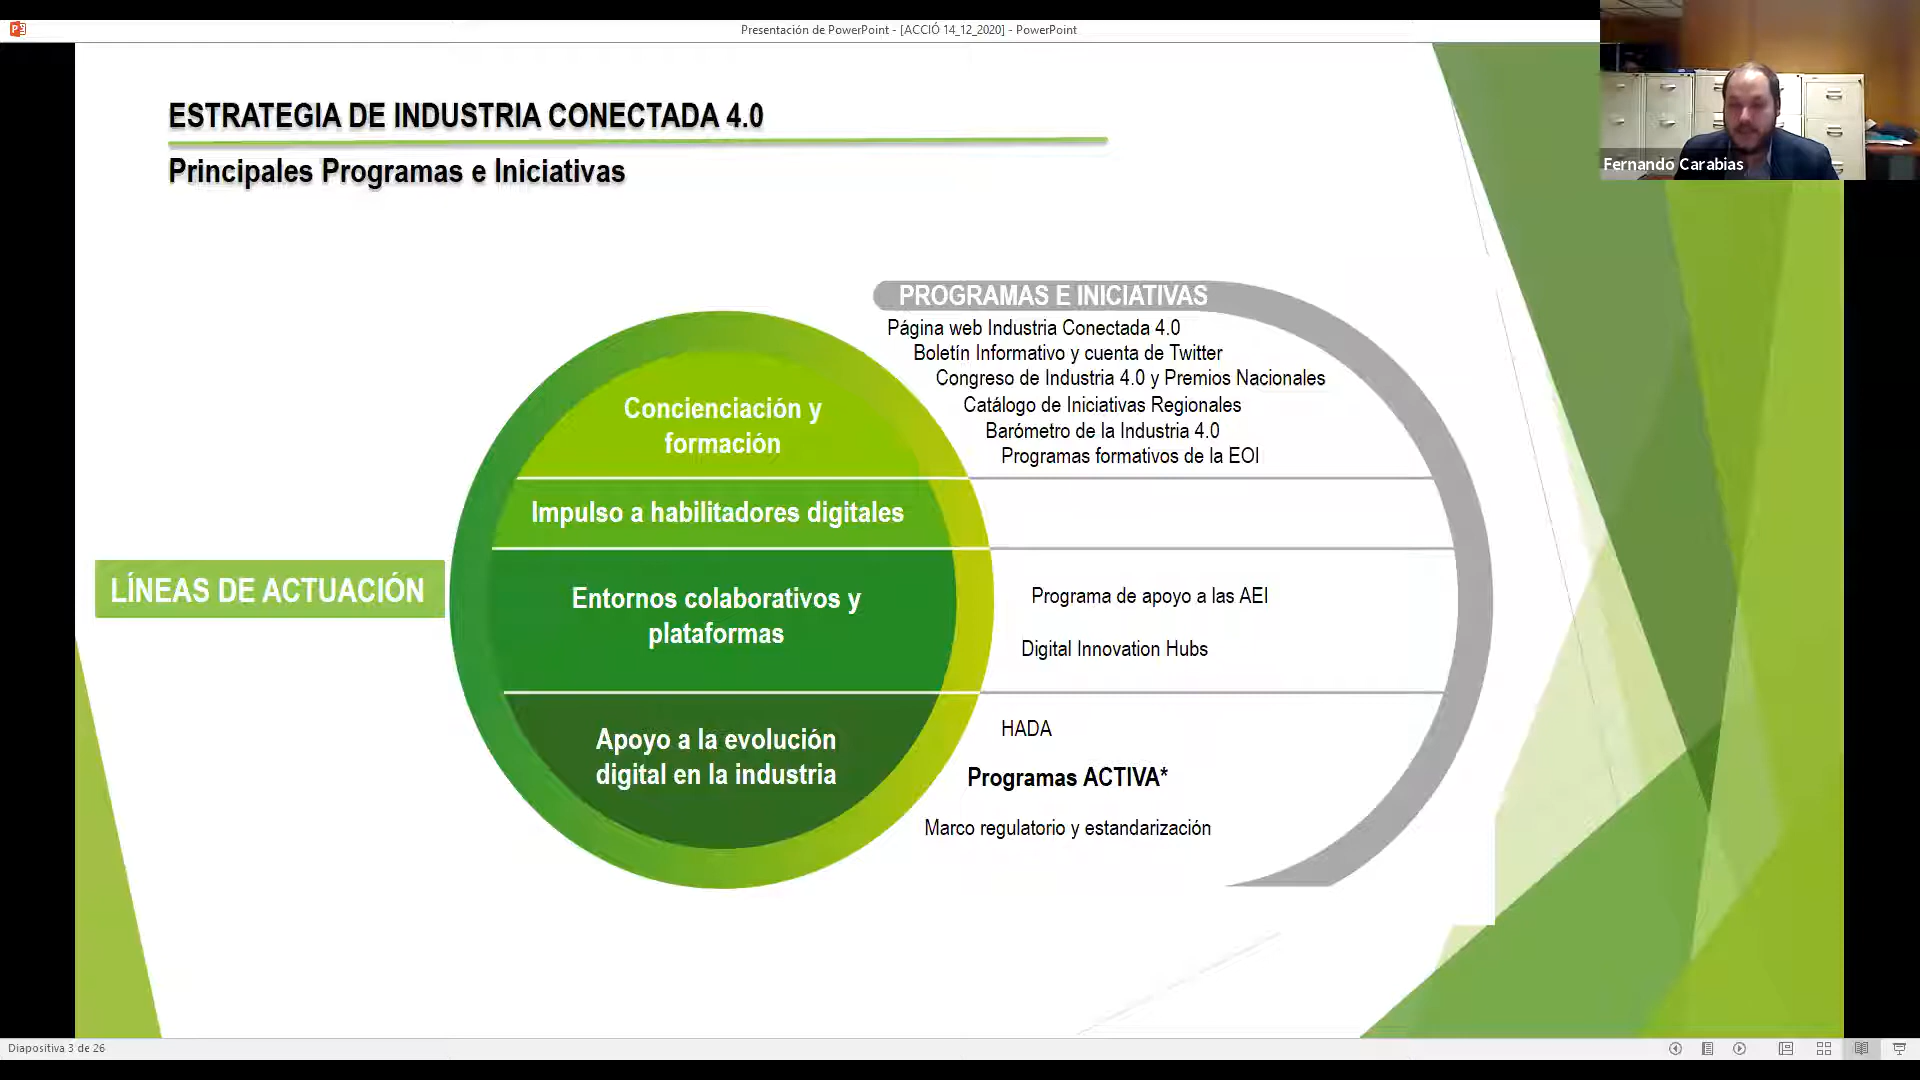 Presentación de PowerPoint - [ACCIÓ 14_12_2020] - PowerPoint
Fernando Carabias
ESTRATEGIA DE INDUSTRIA CONECTADA 4.0
Principales Programas e Iniciativas
PROGRAMAS E INICIATIVAS
Página web Industria Conectada 4.0
Boletín Informativo y cuenta de Twitter
Congreso de Industria 4.0 y Premios Nacionales
Catálogo de Iniciativas Regionales
Barómetro de la Industria 4.0
Programas formativos de la EOI
Concienciación y
formación
Impulso a habilitadores digitales
LÍNEAS DE ACTUACIÓN
Entornos colaborativos y
plataformas
Programa de apoyo a las AEI
Digital Innovation Hubs
Apoyo a la evolución
digital en la industria
HADA
Programas ACTIVA*
Marco regulatorio y estandarización
Diapositiva 3 de 26